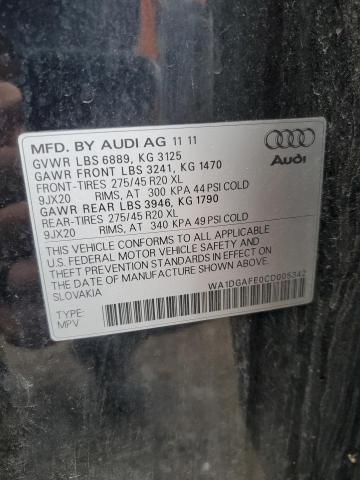 MFD. BY AUDI AG 11 11
GVWR LBS 6889, KG 3125
GAWR FRONT LBS 3241, KG 1470
FRONT-TIRES 275/45 R20 XL
9JX20 RIMS, AT 300 KPA 44 PSI COLD
GAWR REAR LBS 3946, KG 1790
REAR-TIRES 275/45 R20 XL
9JX20 RIMS, AT 340 KPA 49 PSI COLD
THIS VEHICLE CONFORMS TO ALL APPLICABLE
U.S. FEDERAL MOTOR VEHICLE SAFETY AND
THEFT PREVENTION STANDARDS IN EFFECT ON
THE DATE OF MANUFACTURE SHOWN ABOVE.
SLOVAKIA
WA1DGAFE0CD005342
TYPE:
MPV
Audi